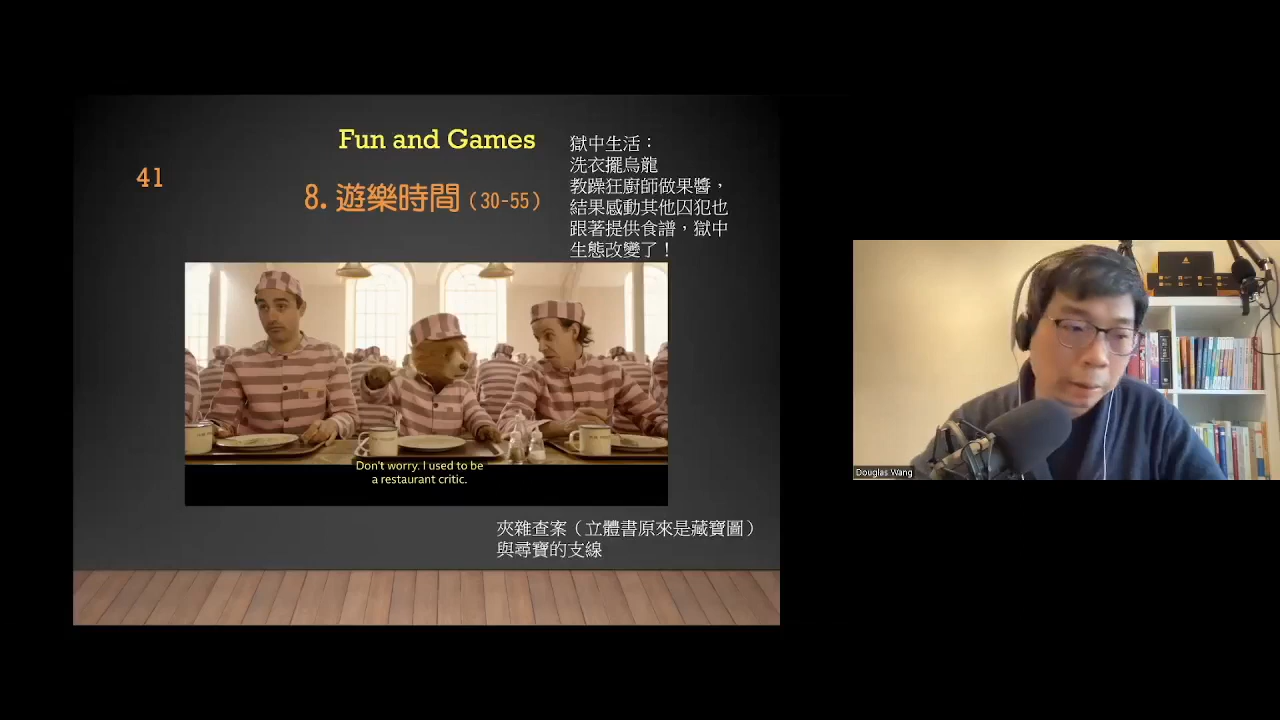 Fun and Games
41
8. 遊樂時間（30-55）
獄中生活：
洗衣擺烏龍
教躁狂廚師做果醬，
結果感動其他囚犯也
跟著提供食譜，獄中
生態改變了！
Don't worry. I used to be
a restaurant critic.
夾雜查案（立體書原來是藏寶圖）
與尋寶的支線
Douglas Wang